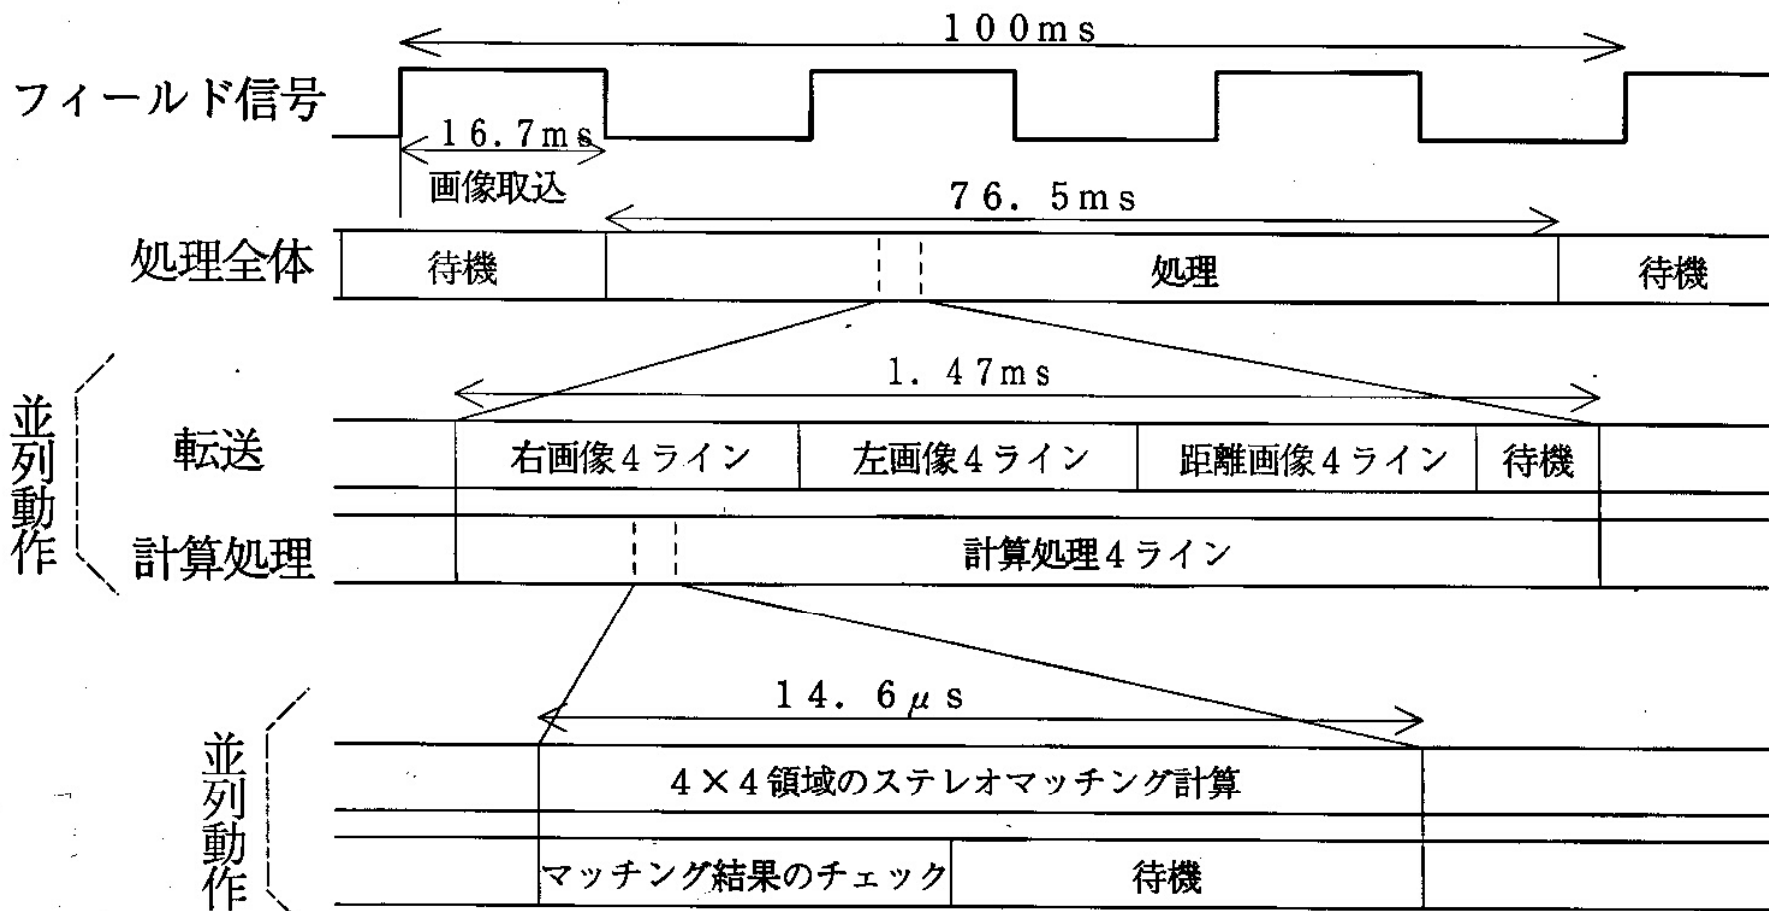 100ms
フィールド信号
16.7ms
画像取込
76.5ms
処理全体
待機
処理
待機
1.47ms
並列動作
転送
右画像4ライン
左画像4ライン
距離画像4ライン
待機
計算処理
計算処理4ライン
14.6μs
並列動作
4×4領域のステレオマッチング計算
マッチング結果のチェック
待機